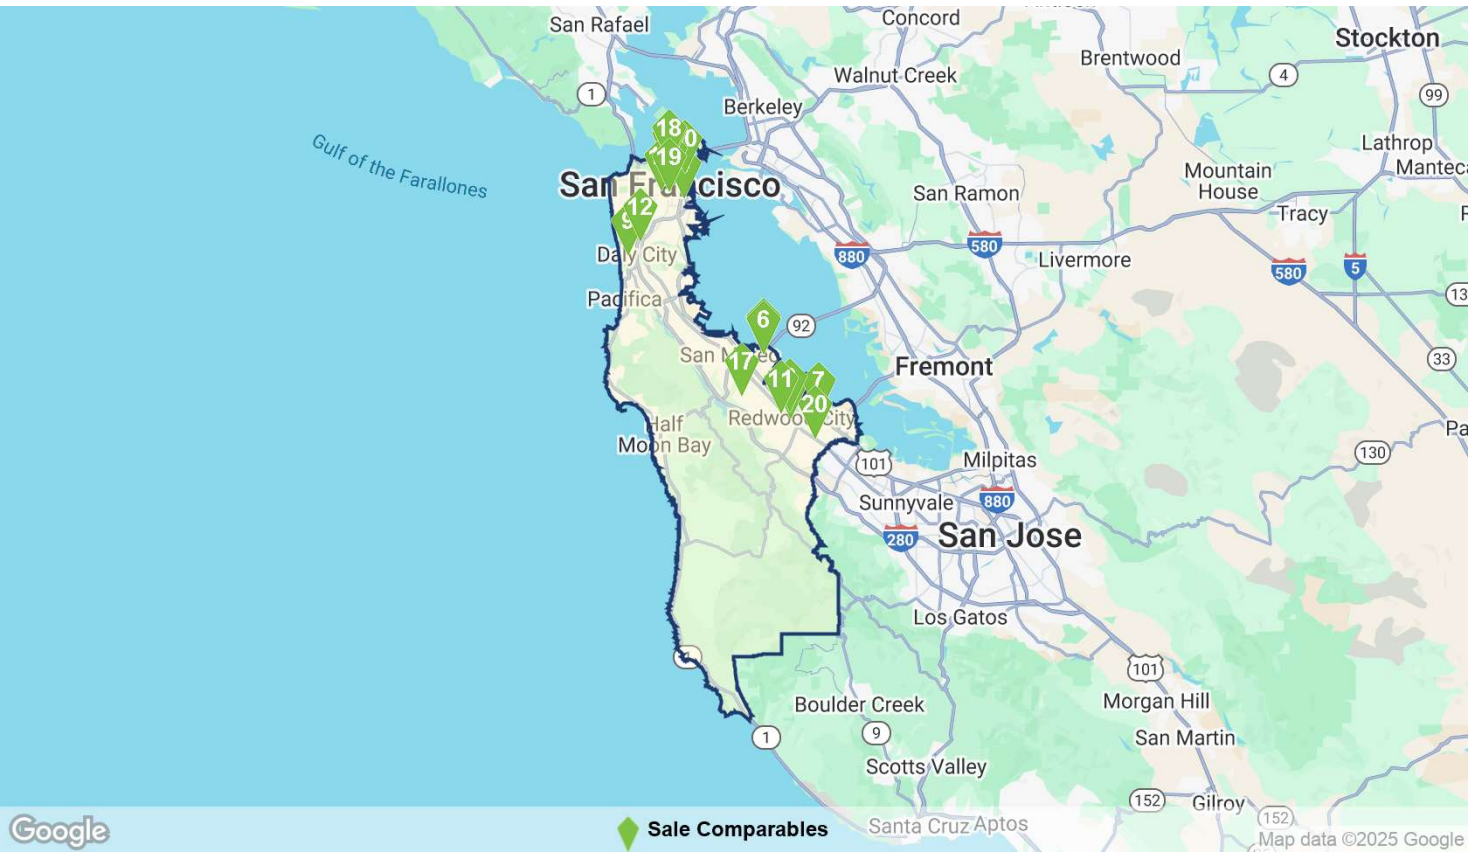 San Rafael
Concord
Stockton
Brentwood
4
Walnut Creek
1
99
Berkeley
18
0
Lathrop
19
Gulf of the Farallones
Mountain
House
Manteca
San Francisco
San Ramon
12
9
Tracy
580
880
Daly City
Livermore
5
580
Pacifica
13
6
92
San Mateo
17
Fremont
33
11
7
20
Redwood City
Half
Moon Bay
Pa
130
101
Milpitas
Sunnyvale
880
280
San Jose
Los Gatos
101
Boulder Creek
Morgan Hill
1
9
San Martin
Scotts Valley
152
Gilroy
152
Google
Sale Comparables
Santa Cruz
Aptos
Map data ©2025 Google